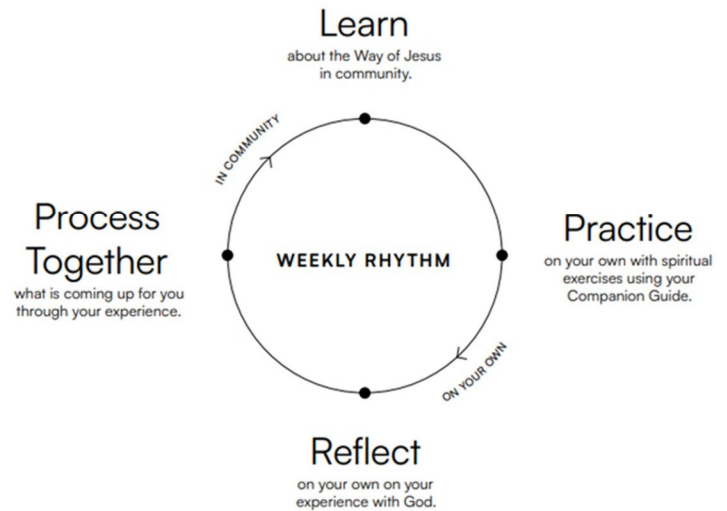 Learn
about the Way of Jesus
in community.
IN COMMUNITY
Process
Together
what is coming up for you
through your experience.
WEEKLY RHYTHM
Practice
on your own with spiritual
exercises using your
Companion Guide.
ON YOUR OWN
Reflect
on your own on your
experience with God.